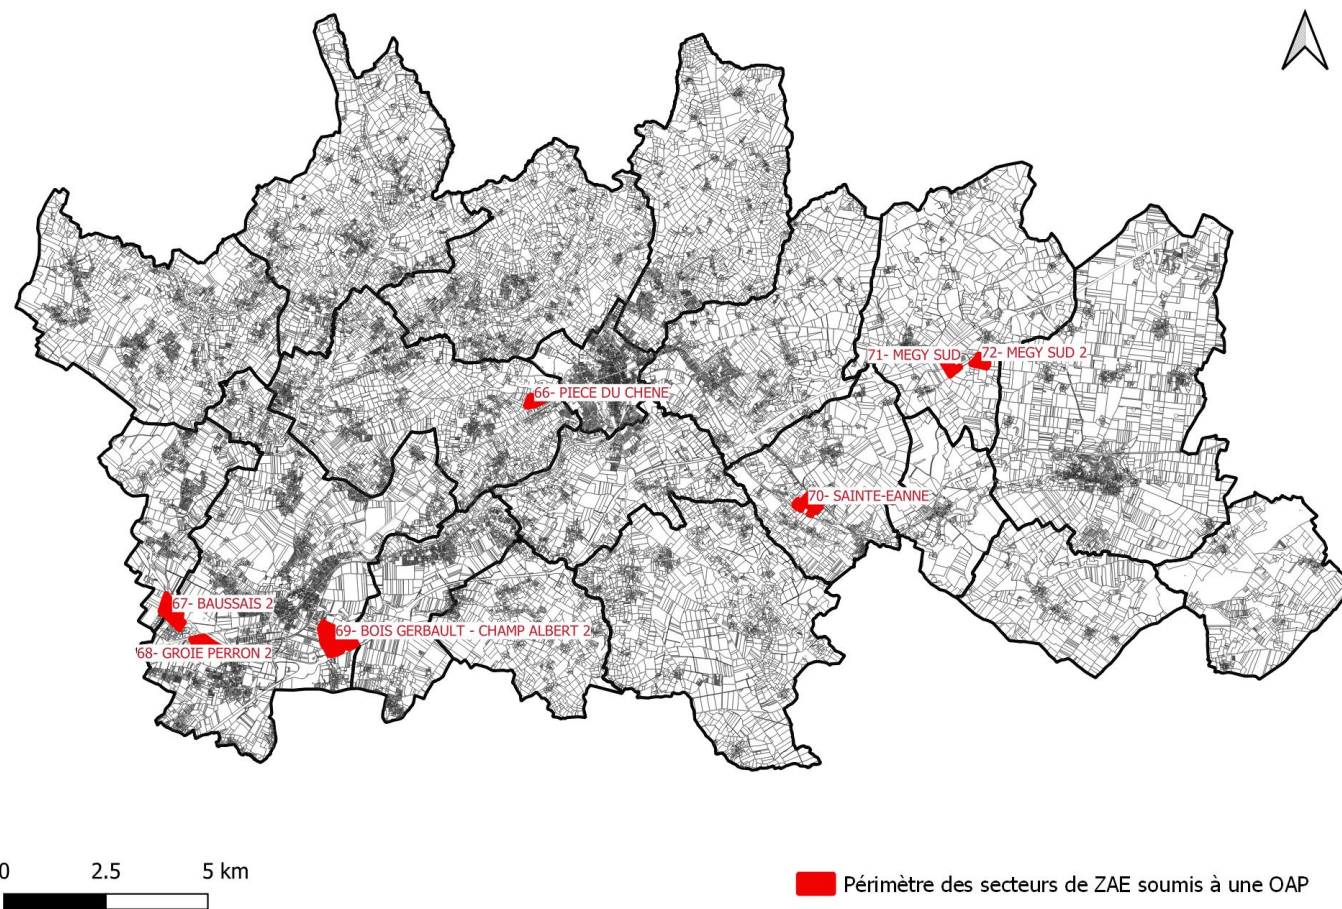 71- MEGY SUD
72- MEGY SUD 2
66- PIECE DU CHENE
70- SAINTE-EANNE
67- BAUSSAIS 2
69- BOIS GERBAULT - CHAMP ALBERT 2
68- GROIE PERRON 2
0 2.5 5 km
Périmètre des secteurs de ZAE soumis à une OAP